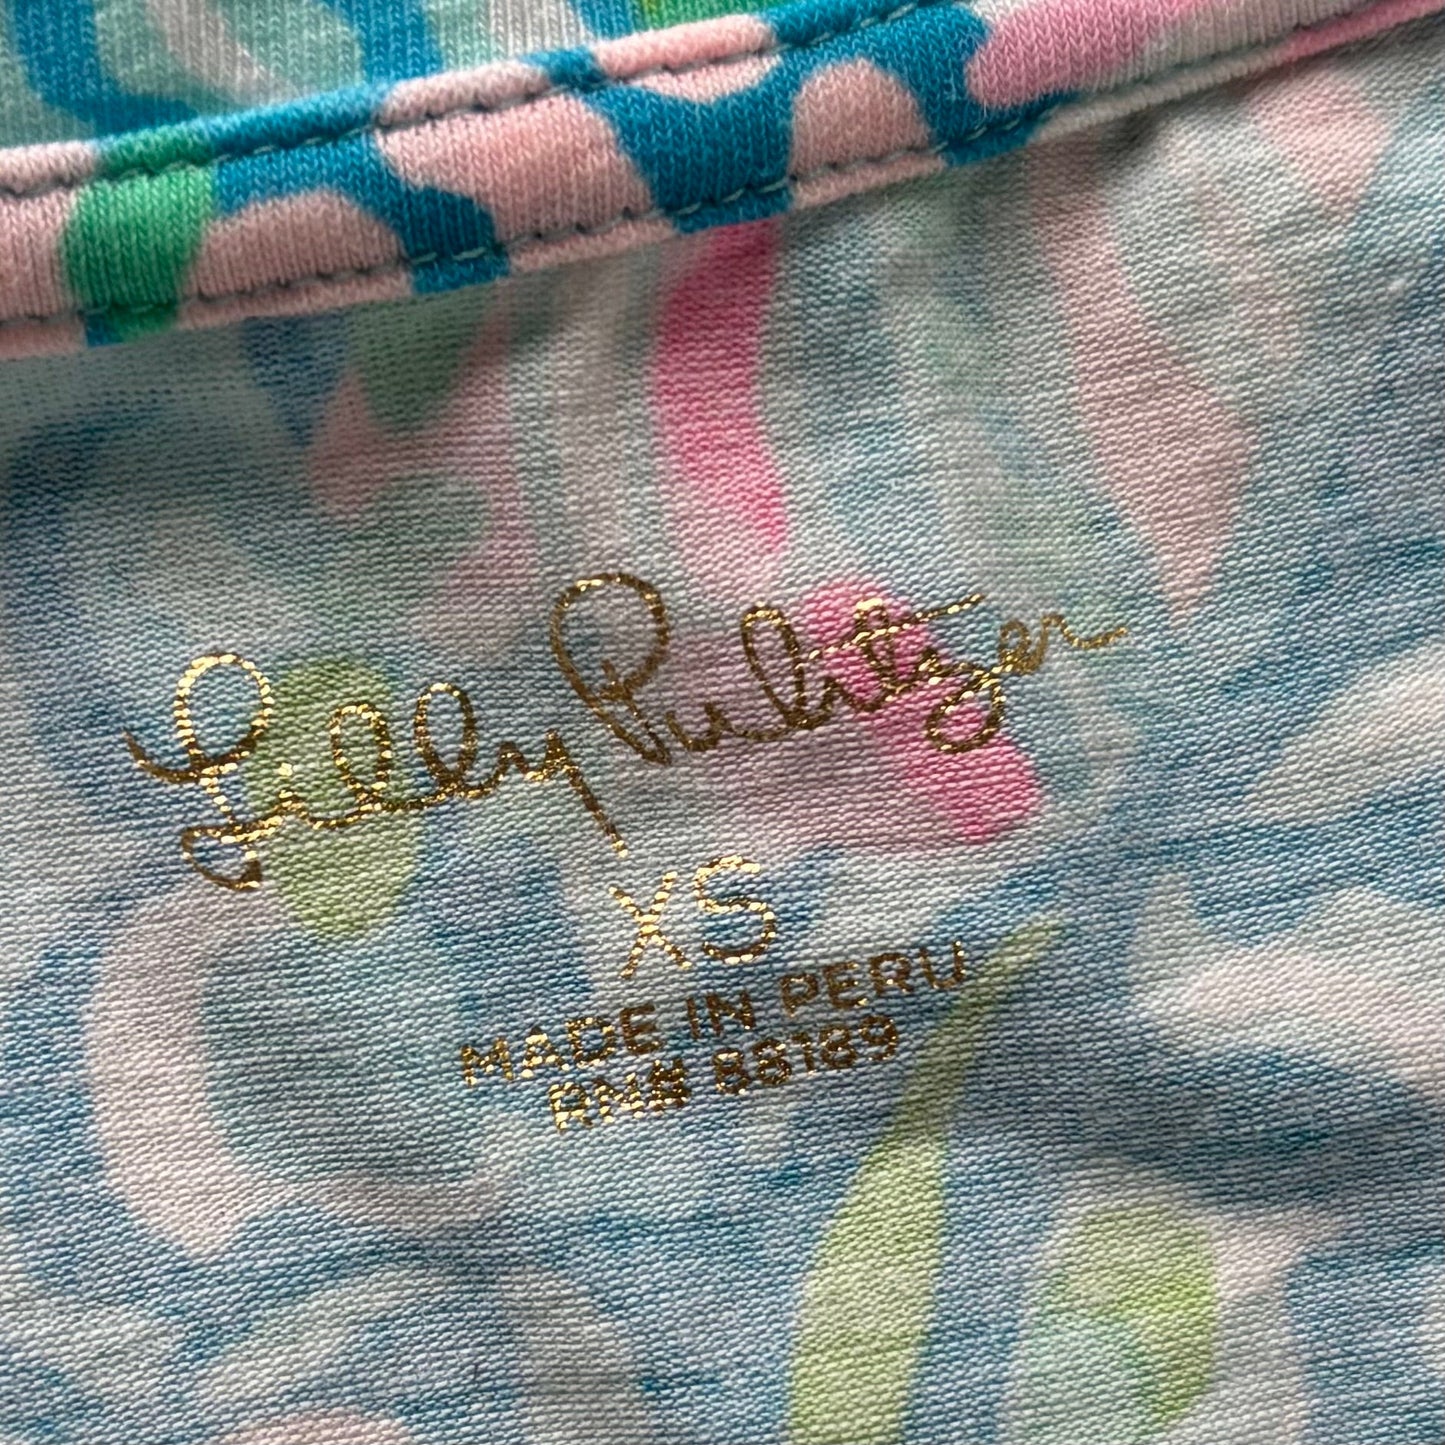 Lilly Pulitzer
XS
MADE IN PERU
RN# 88189